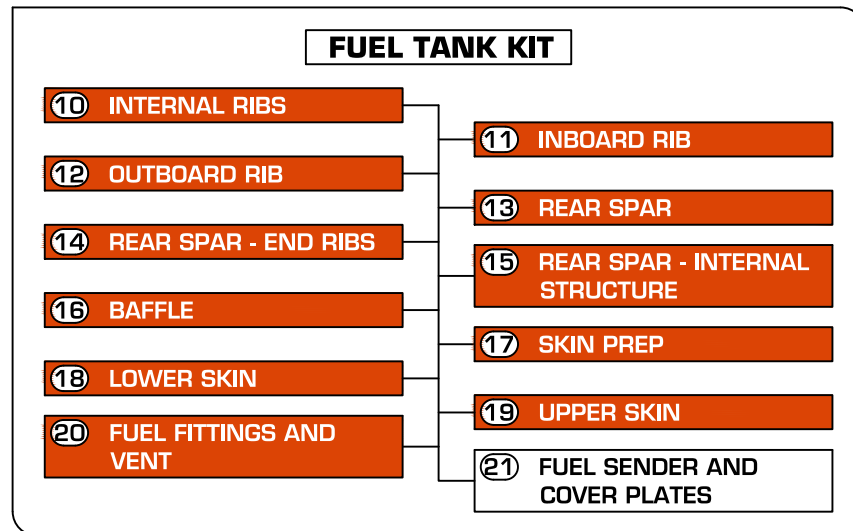 FUEL TANK KIT
10 INTERNAL RIBS
11 INBOARD RIB
12 OUTBOARD RIB
13 REAR SPAR
14 REAR SPAR - END RIBS
15 REAR SPAR - INTERNAL
STRUCTURE
16 BAFFLE
17 SKIN PREP
18 LOWER SKIN
19 UPPER SKIN
20 FUEL FITTINGS AND
VENT
21 FUEL SENDER AND
COVER PLATES